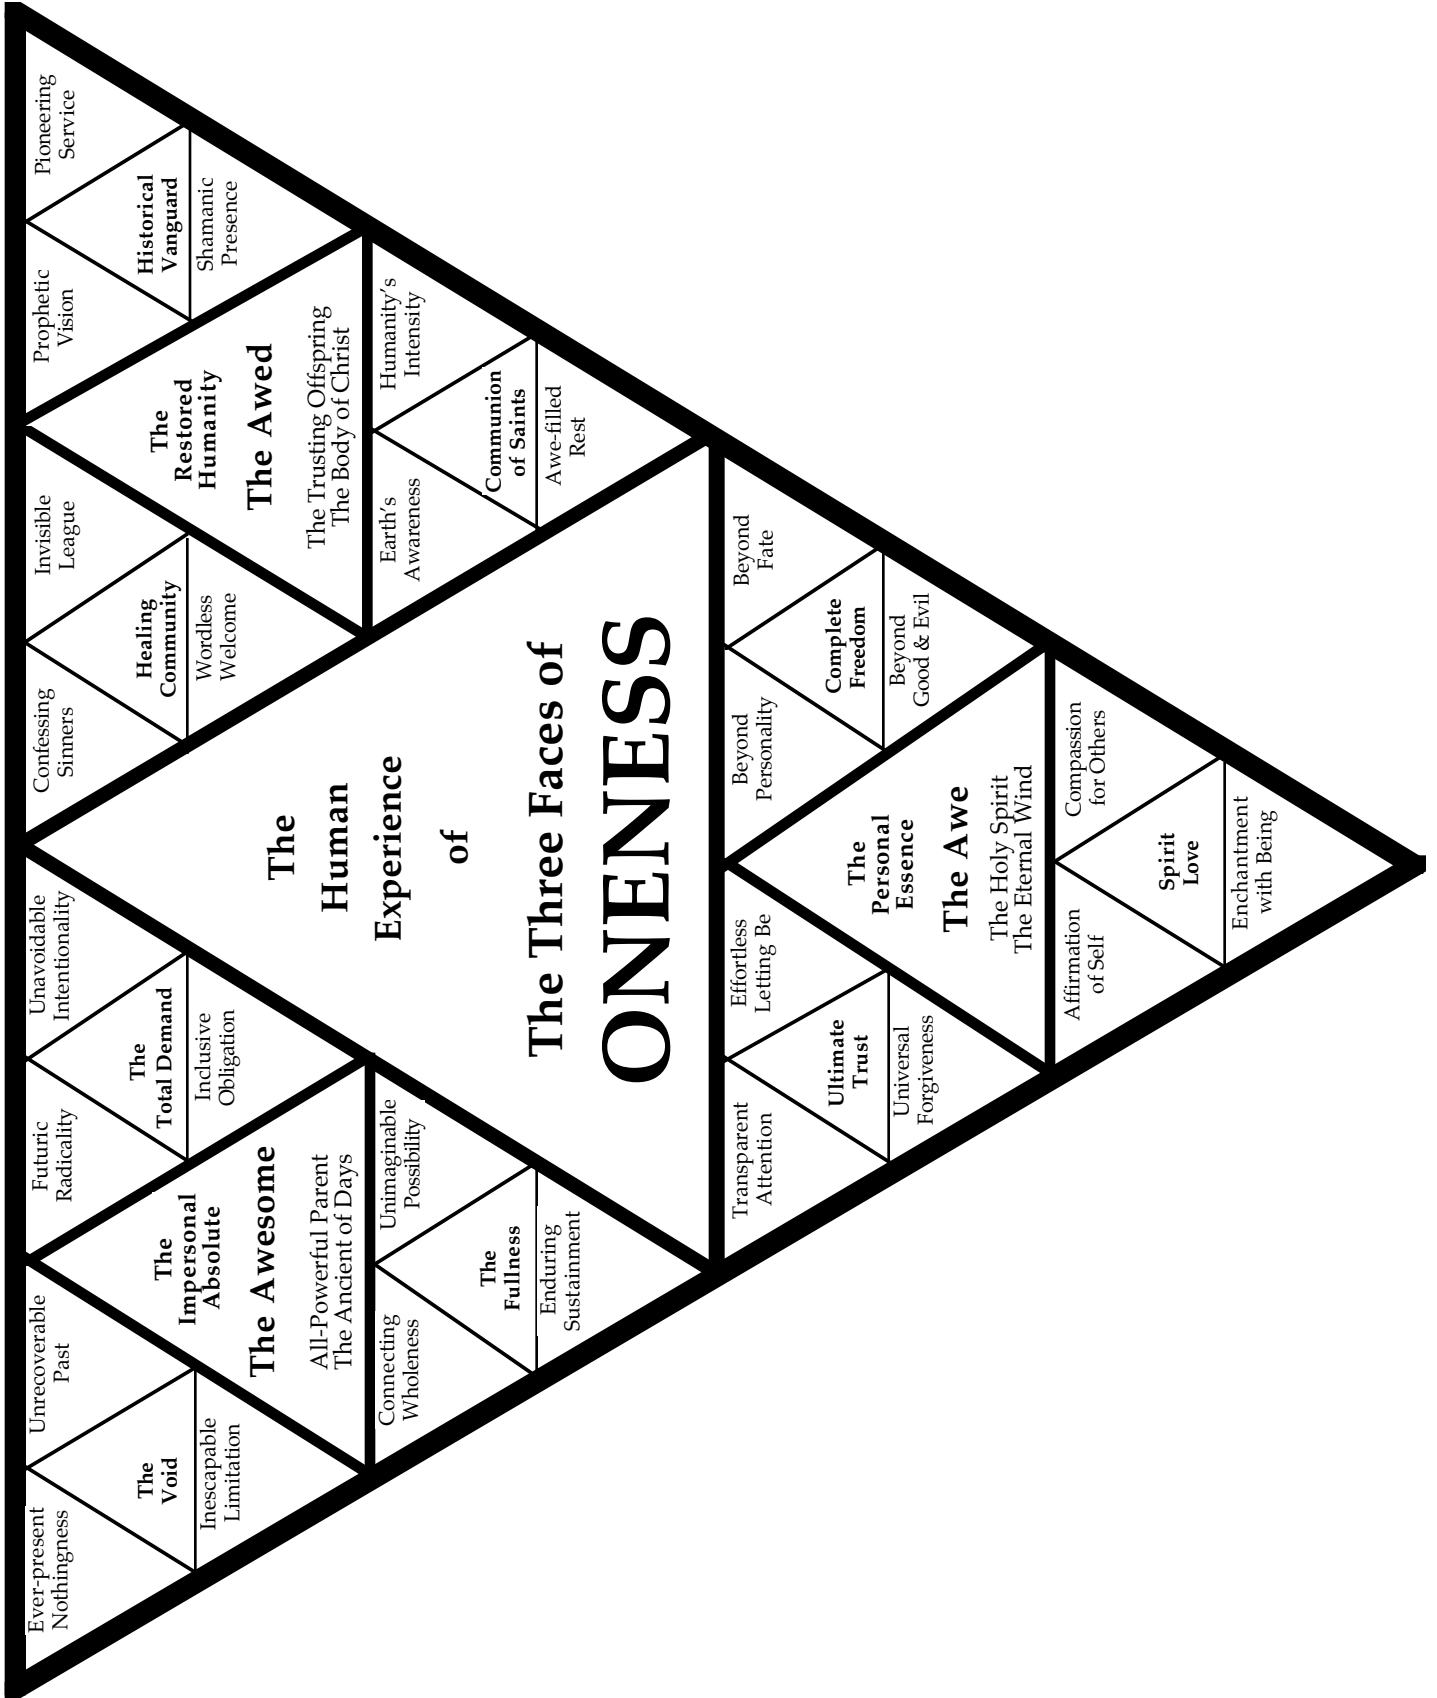 Ever-present
Nothingness
Unrecoverable
Past
The
Void
Inescapable
Limitation
Futuric
Radicality
Unavoidable
Intentionality
The
Total Demand
Inclusive
Obligation
The
Impersonal
Absolute
The Awesome
All-Powerful Parent
The Ancient of Days
Connecting
Wholeness
Unimaginable
Possibility
The
Fullness
Enduring
Sustainment
Confessing
Sinners
Invisible
League
Healing
Community
Wordless
Welcome
Prophetic
Vision
Pioneering
Service
Historical
Vanguard
Shamanic
Presence
The
Restored
Humanity
The Awed
The Trusting Offspring
The Body of Christ
Earth's
Awareness
Humanity's
Intensity
Communion
of Saints
Awe-filled
Rest
The
Human
Experience
of
The Three Faces of
ONENESS
Transparent
Attention
Effortless
Letting Be
Ultimate
Trust
Universal
Forgiveness
Beyond
Personality
Beyond
Fate
Complete
Freedom
Beyond
Good & Evil
The
Personal
Essence
The Awe
The Holy Spirit
The Eternal Wind
Affirmation
of Self
Compassion
for Others
Spirit
Love
Enchantment
with Being